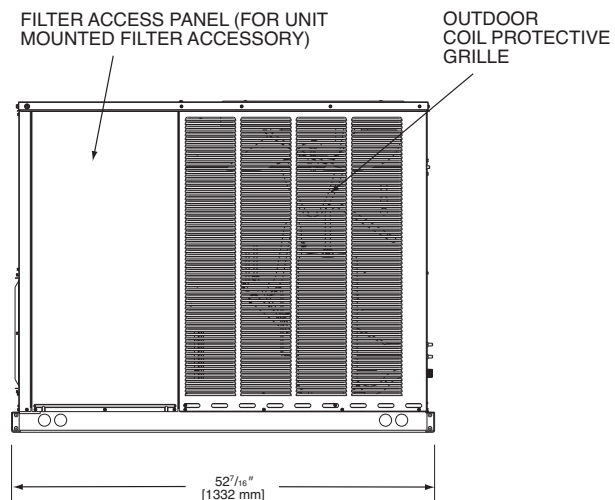 FILTER ACCESS PANEL (FOR UNIT
MOUNTED FILTER ACCESSORY)
OUTDOOR
COIL PROTECTIVE
GRILLE
52⁷/₁₆"
[1332 mm]